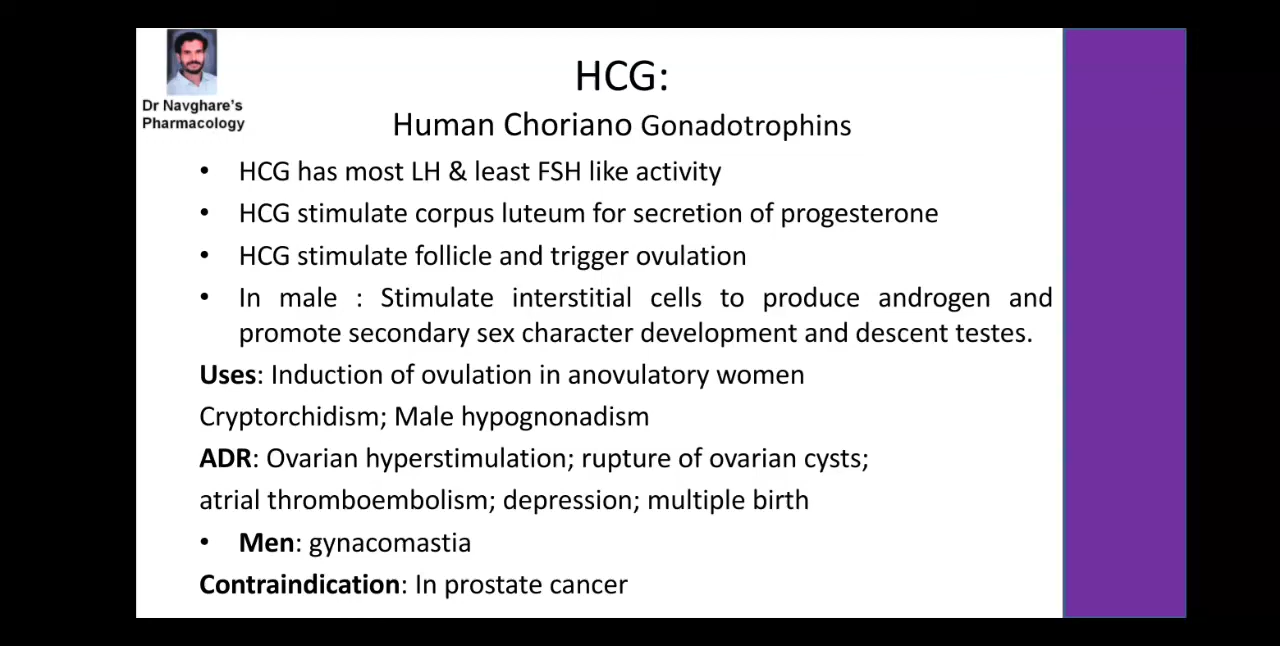 Dr Navghare's
Pharmacology
HCG:
Human Choriano Gonadotrophins
• HCG has most LH & least FSH like activity
• HCG stimulate corpus luteum for secretion of progesterone
• HCG stimulate follicle and trigger ovulation
• In male : Stimulate interstitial cells to produce androgen and
promote secondary sex character development and descent testes.
Uses: Induction of ovulation in anovulatory women
Cryptorchidism; Male hypognonadism
ADR: Ovarian hyperstimulation; rupture of ovarian cysts;
atrial thromboembolism; depression; multiple birth
• Men: gynacomastia
Contraindication: In prostate cancer